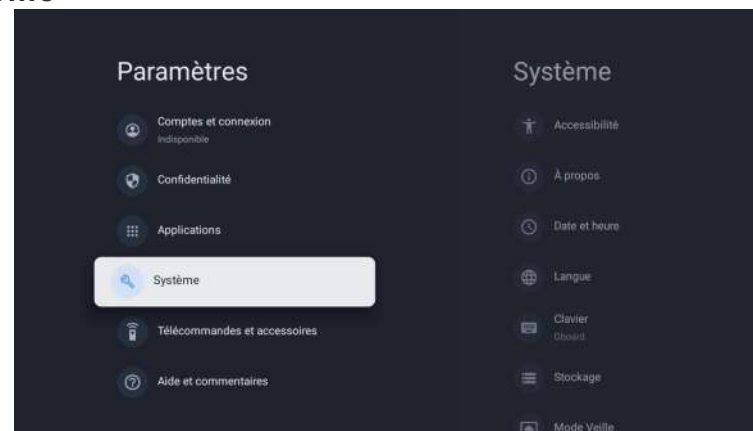 Paramètres
Comptes et connexion
Indisponible
Confidentialité
Applications
Système
Télécommandes et accessoires
Aide et commentaires
Système
Accessibilité
À propos
Date et heure
Langue
Clavier
Gboard
Stockage
Mode Veille